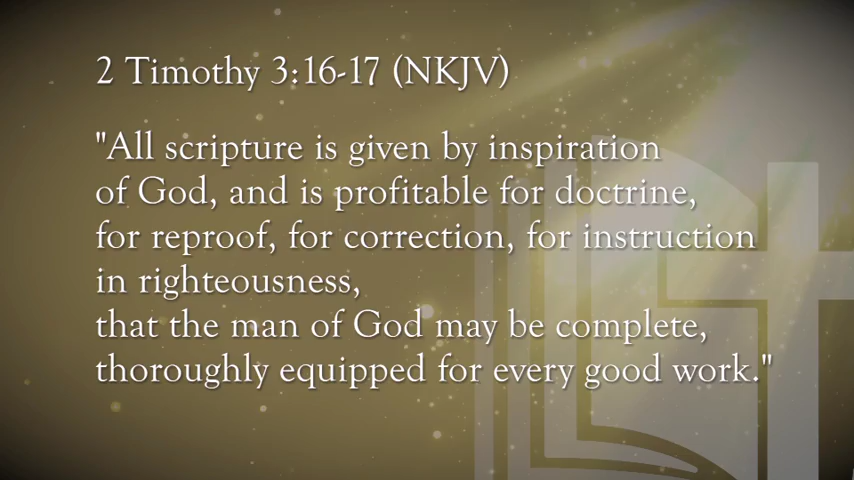 2 Timothy 3:16-17 (NKJV)
"All scripture is given by inspiration
of God, and is profitable for doctrine,
for reproof, for correction, for instruction
in righteousness,
that the man of God may be complete,
thoroughly equipped for every good work."